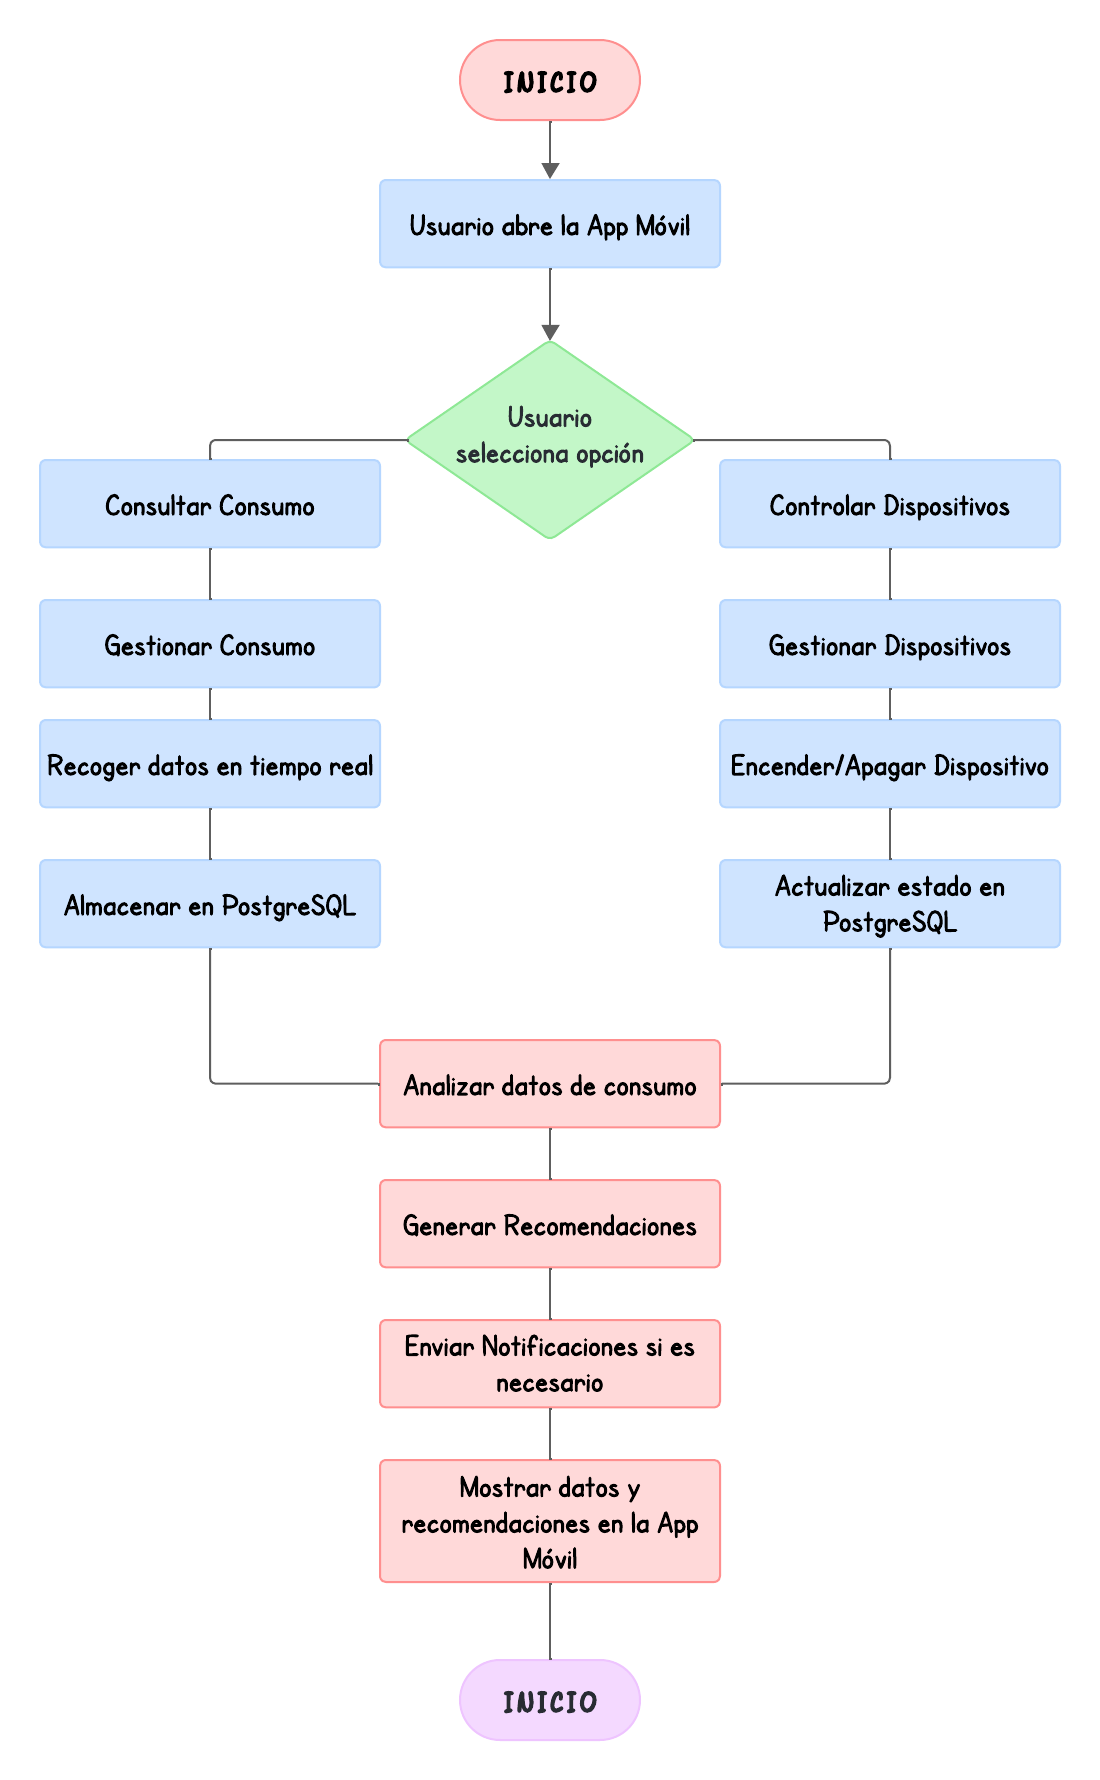 INICIO
Usuario abre la App Móvil
Usuario
selecciona opción
Consultar Consumo
Controlar Dispositivos
Gestionar Consumo
Gestionar Dispositivos
Recoger datos en tiempo real
Encender/Apagar Dispositivo
Almacenar en PostgreSQL
Actualizar estado en
PostgreSQL
Analizar datos de consumo
Generar Recomendaciones
Enviar Notificaciones si es
necesario
Mostrar datos y
recomendaciones en la App
Móvil
INICIO